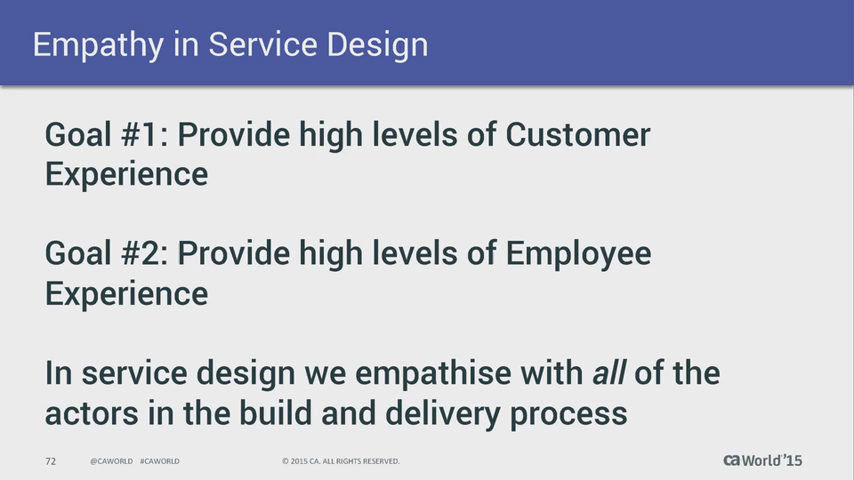 Empathy in Service Design
Goal #1: Provide high levels of Customer
Experience
Goal #2: Provide high levels of Employee
Experience
In service design we empathise with all of the
actors in the build and delivery process
72 @CAWORLD #CAWORLD © 2015 CA. ALL RIGHTS RESERVED. ca World '15